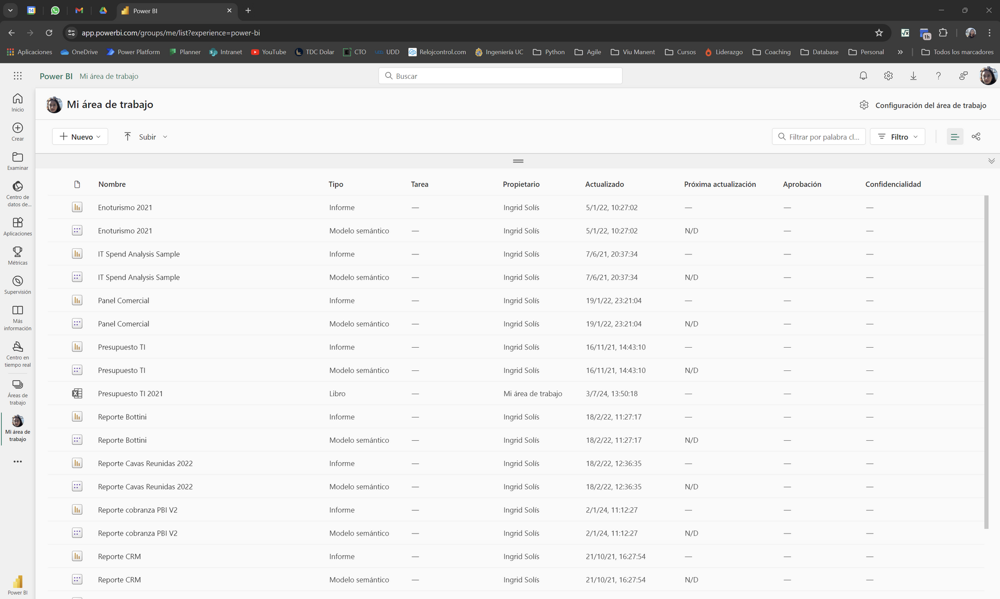 14
Power BI
app.powerbi.com/groups/me/list?experience=power-bi
1h
Aplicaciones
OneDrive
Power Platform
Planner
Intranet
YouTube
TDC Dolar
CTO
UDD
Relojcontrol.com
Ingeniería UC
Python
Agile
Viu Manent
Cursos
Liderazgo
Coaching
Database
Personal
Todos los marcadores
Power BI Mi área de trabajo
Buscar
Inicio
Crear
Examinar
Centro de
datos de...
Aplicaciones
Métricas
Supervisión
Más
información
Centro en
tiempo real
Áreas de
trabajo
Mi área de
trabajo
Power BI
Mi área de trabajo
Configuración del área de trabajo
Nuevo
Subir
Filtrar por palabra cl...
Filtro
Nombre Tipo Tarea Propietario Actualizado Próxima actualización Aprobación Confidencialidad
Enoturismo 2021 Informe — Ingrid Solís 5/1/22, 10:27:02 — — —
Enoturismo 2021 Modelo semántico — Ingrid Solís 5/1/22, 10:27:02 N/D — —
IT Spend Analysis Sample Informe — Ingrid Solís 7/6/21, 20:37:34 — — —
IT Spend Analysis Sample Modelo semántico — Ingrid Solís 7/6/21, 20:37:34 N/D — —
Panel Comercial Informe — Ingrid Solís 19/1/22, 23:21:04 — — —
Panel Comercial Modelo semántico — Ingrid Solís 19/1/22, 23:21:04 N/D — —
Presupuesto TI Informe — Ingrid Solís 16/11/21, 14:43:10 — — —
Presupuesto TI Modelo semántico — Ingrid Solís 16/11/21, 14:43:10 N/D — —
Presupuesto TI 2021 Libro — Mi área de trabajo 3/7/24, 13:50:18 — — —
Reporte Bottini Informe — Ingrid Solís 18/2/22, 11:27:17 — — —
Reporte Bottini Modelo semántico — Ingrid Solís 18/2/22, 11:27:17 N/D — —
Reporte Cavas Reunidas 2022 Informe — Ingrid Solís 18/2/22, 12:36:35 — — —
Reporte Cavas Reunidas 2022 Modelo semántico — Ingrid Solís 18/2/22, 12:36:35 N/D — —
Reporte cobranza PBI V2 Informe — Ingrid Solís 2/1/24, 11:12:27 — — —
Reporte cobranza PBI V2 Modelo semántico — Ingrid Solís 2/1/24, 11:12:27 N/D — —
Reporte CRM Informe — Ingrid Solís 21/10/21, 16:27:54 — — —
Reporte CRM Modelo semántico — Ingrid Solís 21/10/21, 16:27:54 N/D — —